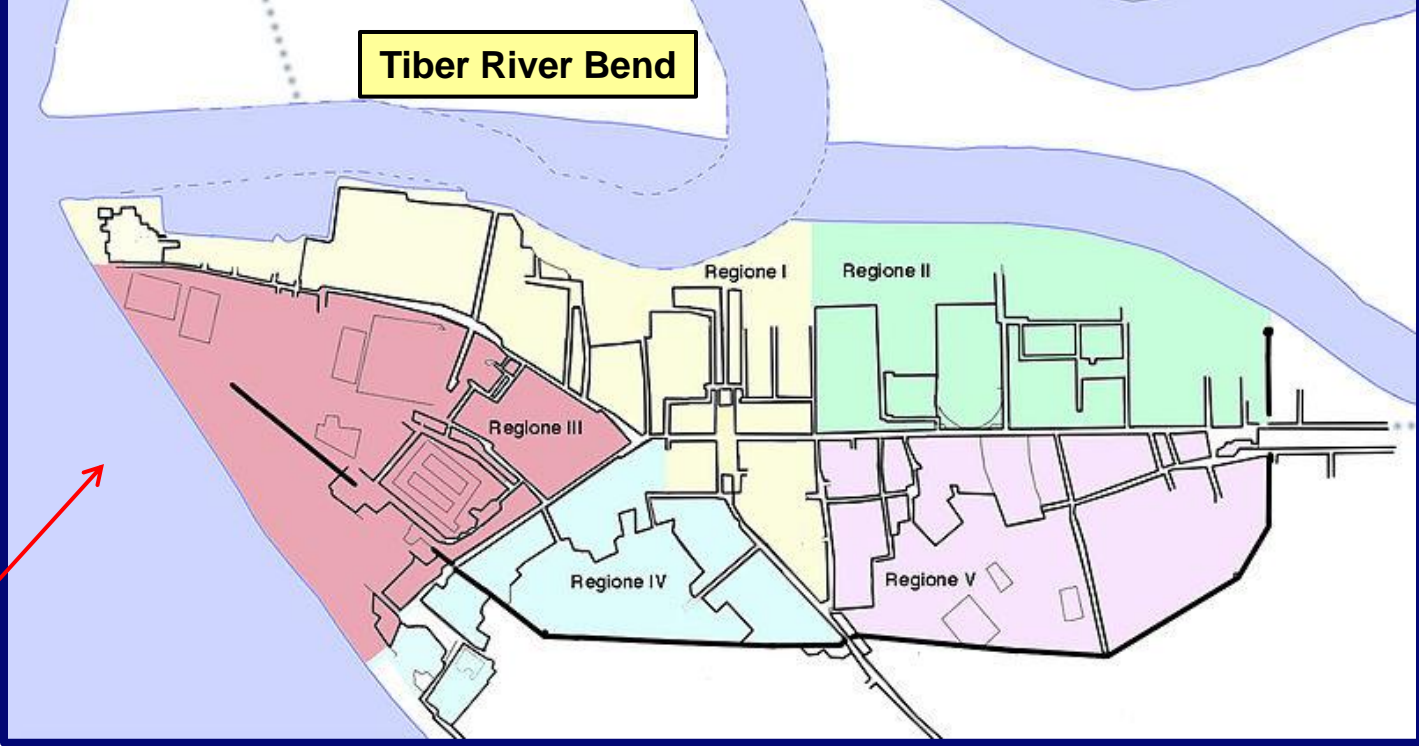 Tiber River Bend
Regione I
Regione II
Regione III
Regione IV
Regione V